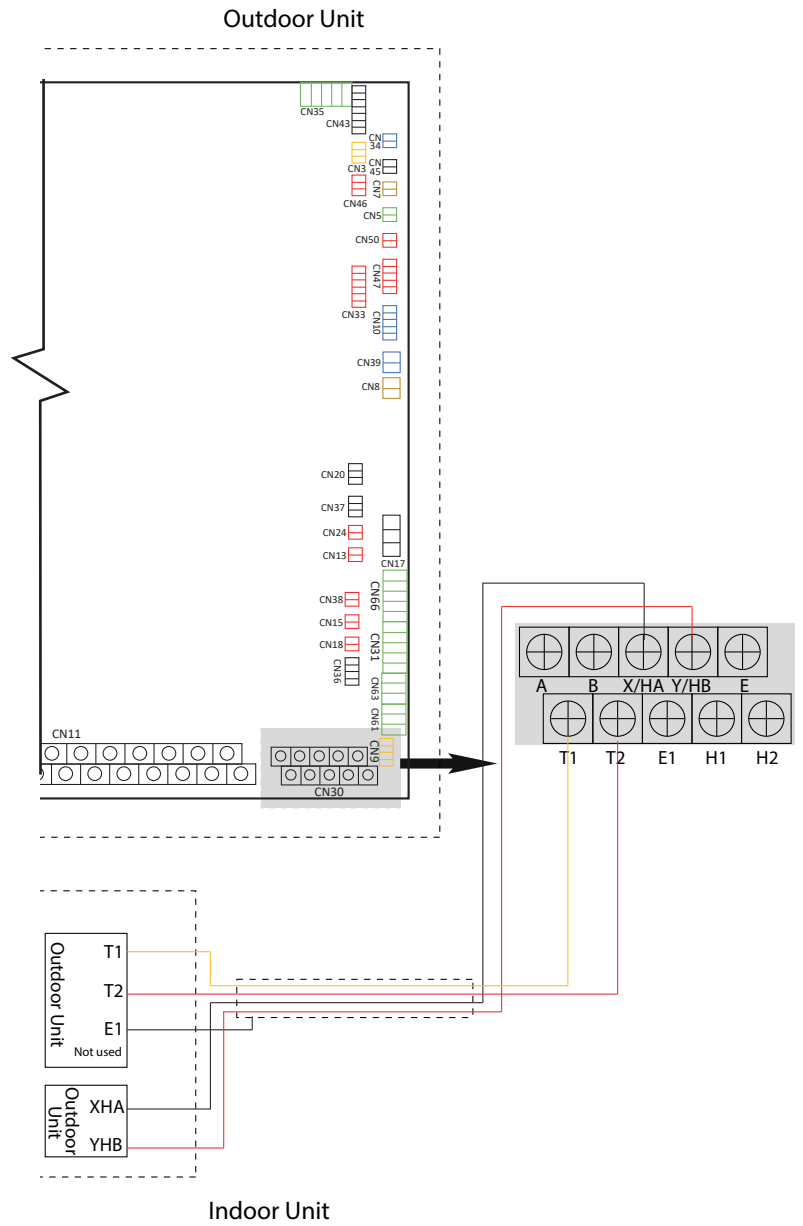 Outdoor Unit
CN35
CN43
CN
34
CN3
CN
45
CN7
CN46
CN5
CN50
CN47
CN33
CN10
CN39
CN8
CN20
CN37
CN24
CN13
CN17
CN66
CN38
CN15
CN31
CN18
CN36
CN63
CN61
CN11
CN9
CN30
A B X/HA Y/HB E
T1 T2 E1 H1 H2
Outdoor Unit
T1
T2
E1
Not used
Outdoor
Unit
XHA
YHB
Indoor Unit